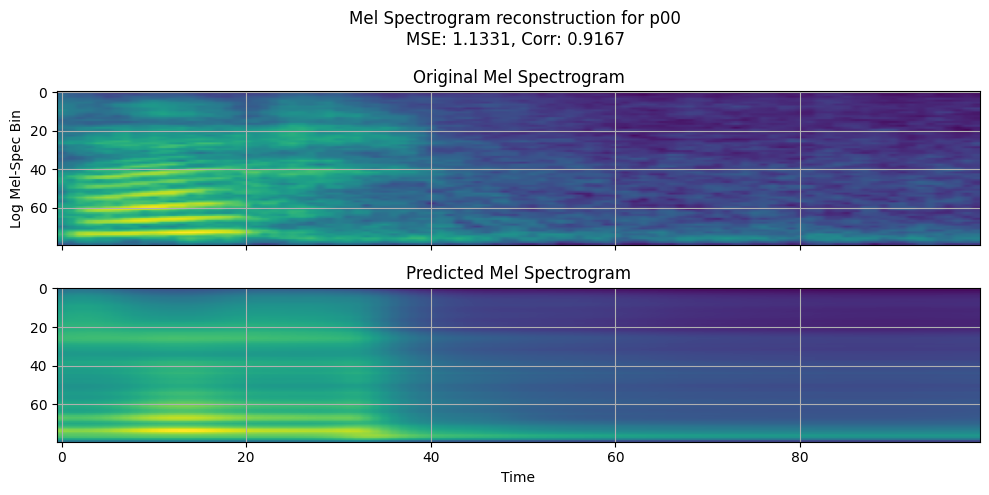 Mel Spectrogram reconstruction for p00
MSE: 1.1331, Corr: 0.9167
Original Mel Spectrogram
0
20
40
60
Log Mel-Spec Bin
Predicted Mel Spectrogram
0
20
40
60
0 20 40 60 80
Time